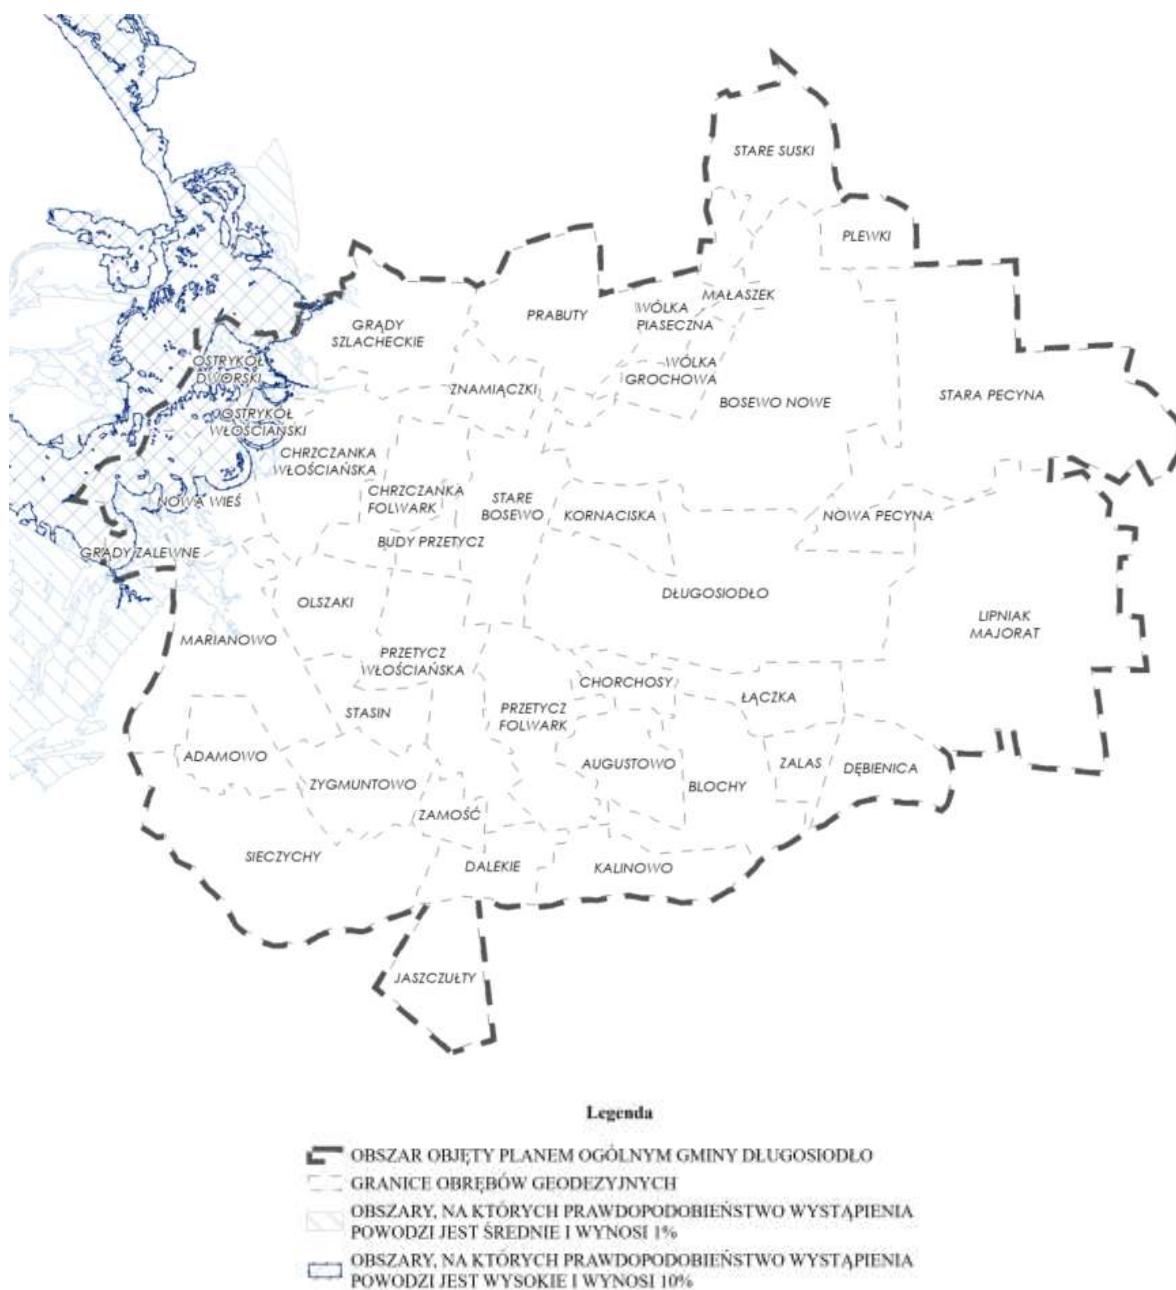 STARE SUSKI
PLEWKI
MAŁASZEK
WÓLKA
PIASECZNA
PRABUTY
GRĄDY
SZLACHECKIE
OSTRYKÓŁ
DWORSKI
ZNAMIĄCZKI
WÓLKA
GROCHOWA
BOSEWO NOWE
STARA PECYNA
OSTRYKÓŁ
WŁOŚCIAŃSKI
CHRZCZANKA
WŁOŚCIAŃSKA
CHRZCZANKA
FOLWARK
STARE
BOSEWO
KORNACISKA
NOWA PECYNA
NOWA WIEŚ
BUDY PRZETYCZ
GRĄDY ZALEWNE
OLSZAKI
DŁUGOSIODŁO
LIPNIAK
MAJORAT
MARIANOWO
PRZETYCZ
WŁOŚCIAŃSKA
CHORCHOSY
ŁĄCZKA
STASIN
PRZETYCZ
FOLWARK
ADAMOWO
ZYGMUNTOWO
AUGUSTOWO
BLOCHY
ZALAS
DĘBIENICA
ZAMOŚĆ
SIECZYCHY
DALEKIE
KALINOWO
JASZCZUŁTY
Legenda
OBSZAR OBJĘTY PLANEM OGÓLNYM GMINY DŁUGOSIODŁO
GRANICE OBRĘBÓW GEODEZYJNYCH
OBSZARY, NA KTÓRYCH PRAWDOPODOBIEŃSTWO WYSTĄPIENIA
POWODZI JEST ŚREDNIE I WYNOSI 1%
OBSZARY, NA KTÓRYCH PRAWDOPODOBIEŃSTWO WYSTĄPIENIA
POWODZI JEST WYSOKIE I WYNOSI 10%